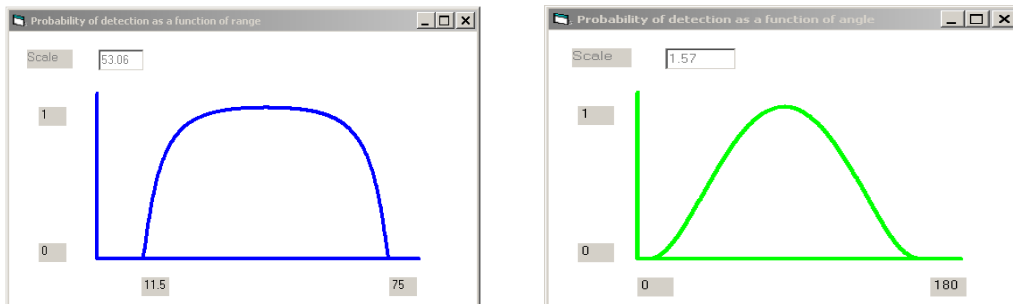 Probability of detection as a function of range
Scale 53.06
1
0
11.5 75
Probability of detection as a function of angle
Scale 1.57
1
0
0 180